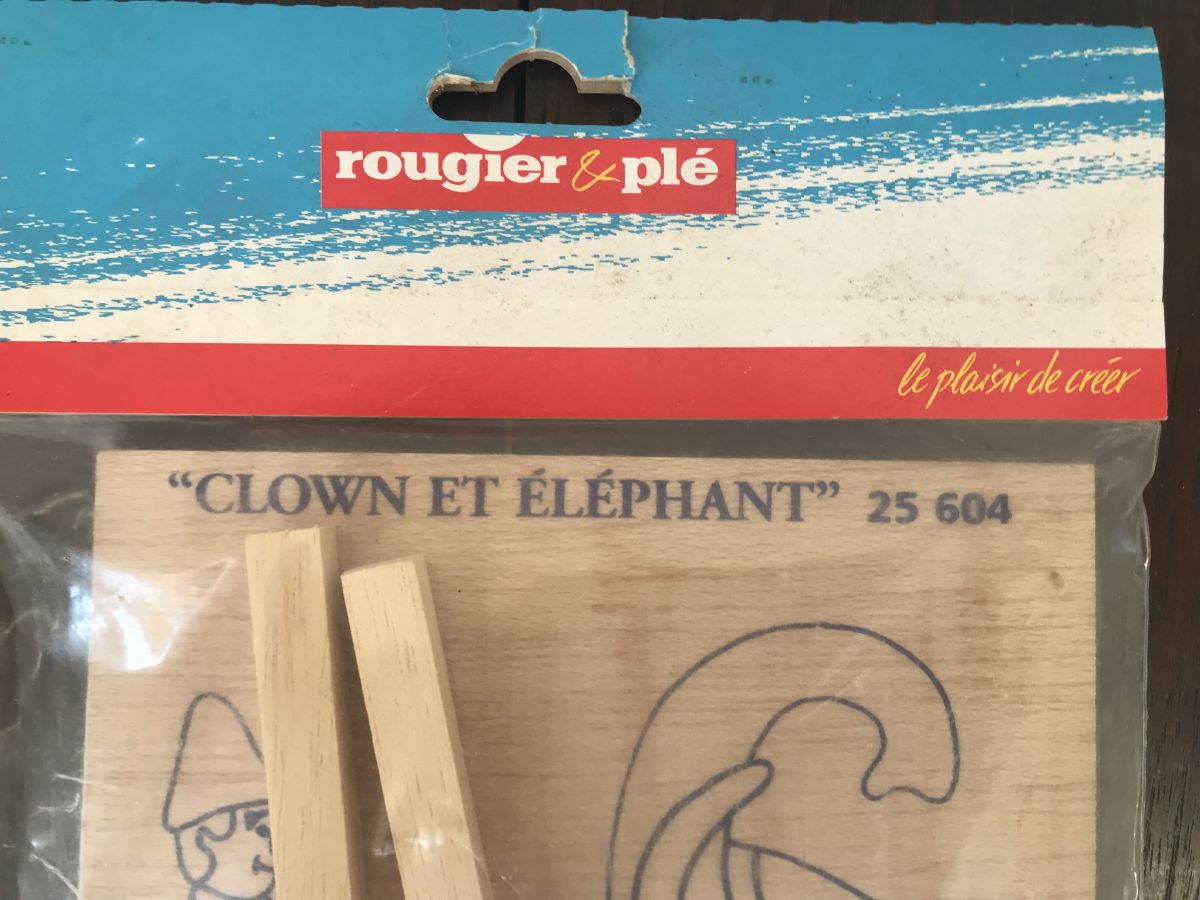 rougier & plé
le plaisir de créer
“CLOWN ET ÉLÉPHANT” 25 604